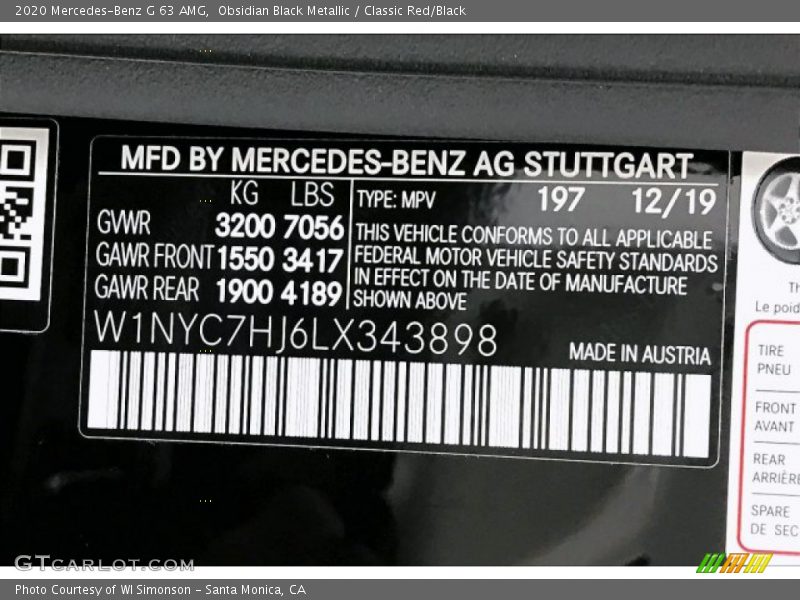 2020 Mercedes-Benz G 63 AMG, Obsidian Black Metallic / Classic Red/Black
MFD BY MERCEDES-BENZ AG STUTTGART
KG LBS
GVWR 3200 7056
GAWR FRONT 1550 3417
GAWR REAR 1900 4189
TYPE: MPV 197 12/19
THIS VEHICLE CONFORMS TO ALL APPLICABLE
FEDERAL MOTOR VEHICLE SAFETY STANDARDS
IN EFFECT ON THE DATE OF MANUFACTURE
SHOWN ABOVE
W1NYC7HJ6LX343898
MADE IN AUSTRIA
Le
TIRE
PNEU
FRONT
AVANT
REAR
ARRIÈRE
SPARE
DE SEC
GTCARLOT.COM
Photo Courtesy of WI Simonson - Santa Monica, CA